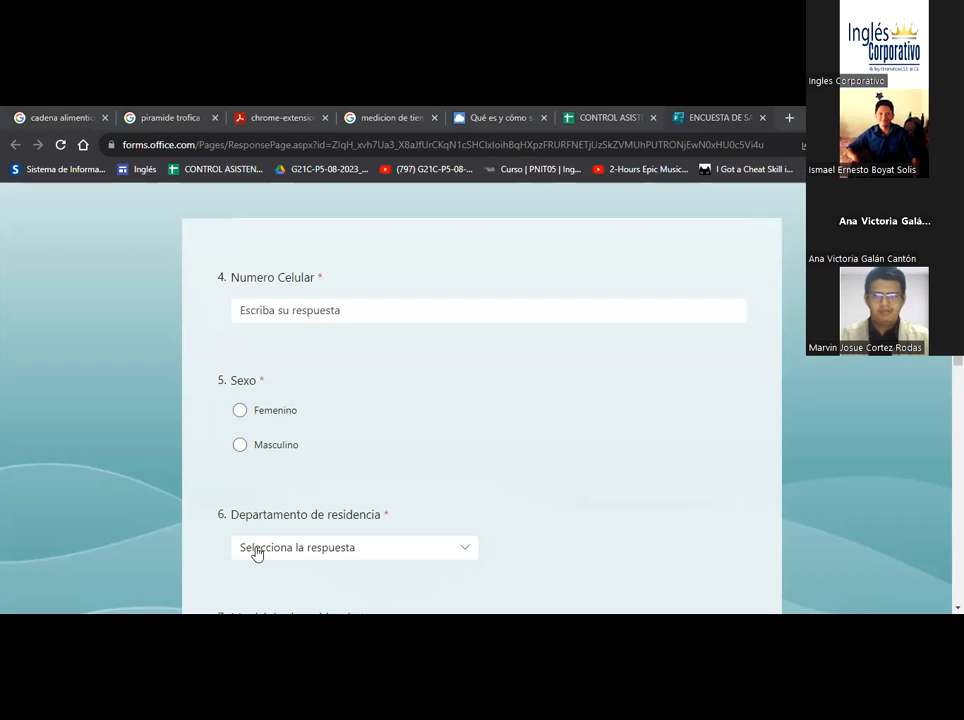 Inglés
Corporativo
Ingles Corporativo
cadena alimenti
piramide trofica
chrome-extensio
medicion de tien
Qué es y cómo s
CONTROL ASIST
ENCUESTA DE SA
forms.office.com/Pages/ResponsePage.aspx?id=ZIqH_xvh7Ua3_X8aJfUrCKqN1cSHClxIoihBqHXpzFRURFNETjUzSkZVMUhPUTRONjEwN0xHU0c5Vi4u
Sistema de Informa...
Inglés
CONTROL ASISTEN...
G21C-P5-08-2023_...
(797) G21C-P5-08-...
Curso | PNIT05 | Ing...
2-Hours Epic Music...
I Got a Cheat Skill i...
Ismael Ernesto Boyat Solis
Ana Victoria Galá...
Ana Victoria Galán Cantón
Marvin Josue Cortez Rodas
4. Numero Celular *
Escriba su respuesta
5. Sexo *
Femenino
Masculino
6. Departamento de residencia *
Selecciona la respuesta